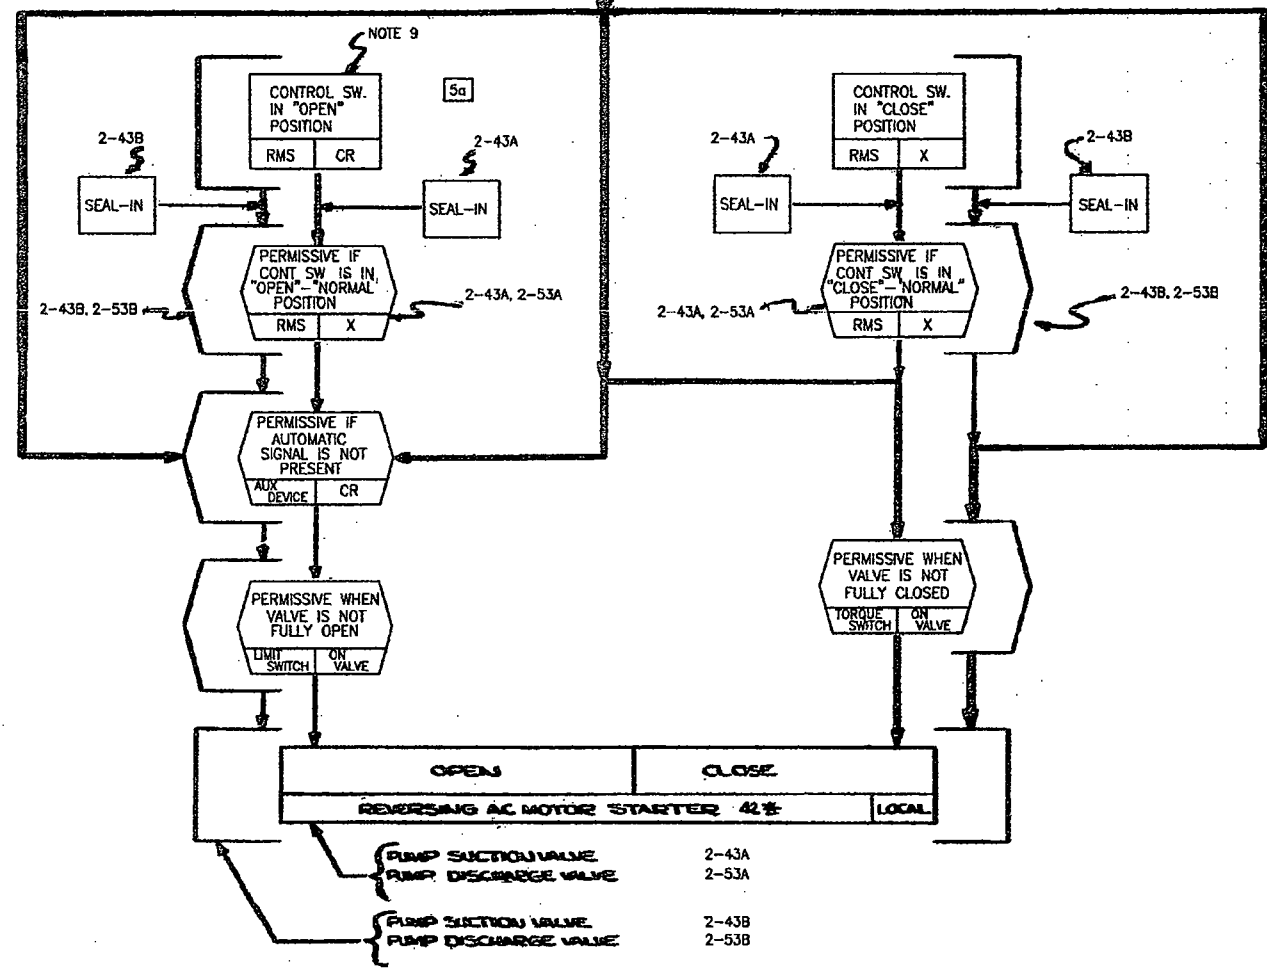 NOTE 9
5a
CONTROL SW.
IN "OPEN"
POSITION
RMS
CR
CONTROL SW.
IN "CLOSE"
POSITION
RMS
X
2-43B
2-43A
2-43A
2-43B
SEAL-IN
SEAL-IN
SEAL-IN
SEAL-IN
PERMISSIVE IF
CONT SW IS IN
"OPEN"-"NORMAL"
POSITION
RMS
X
2-43B, 2-53B
2-43A, 2-53A
PERMISSIVE IF
CONT SW IS IN
"CLOSE"-"NORMAL"
POSITION
RMS
X
2-43A, 2-53A
2-43B, 2-53B
PERMISSIVE IF
AUTOMATIC
SIGNAL IS NOT
PRESENT
AUX
DEVICE
CR
PERMISSIVE WHEN
VALVE IS NOT
FULLY OPEN
LIMIT
SWITCH
ON
VALVE
PERMISSIVE WHEN
VALVE IS NOT
FULLY CLOSED
TORQUE
SWITCH
ON
VALVE
OPEN
CLOSE
REVERSING AC MOTOR STARTER 42*
LOCAL
PUMP SUCTION VALVE 2-43A
PUMP DISCHARGE VALVE 2-53A
PUMP SUCTION VALVE 2-43B
PUMP DISCHARGE VALVE 2-53B